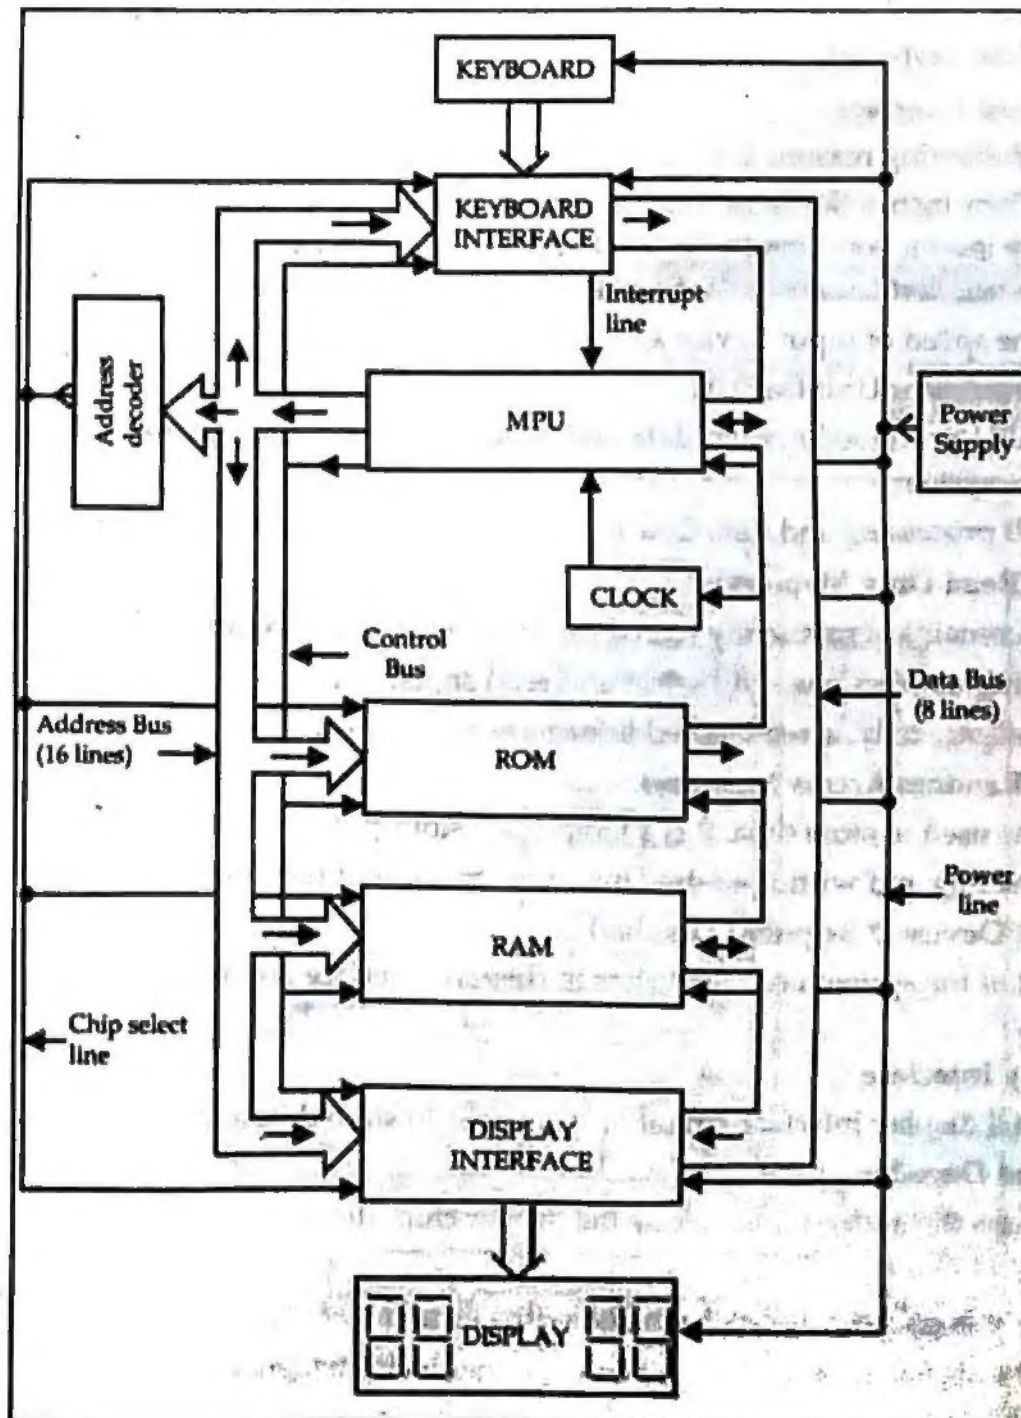 KEYBOARD
KEYBOARD
INTERFACE
Interrupt
line
Address
decoder
MPU
Power
Supply
CLOCK
Control
Bus
Data Bus
(8 lines)
Address Bus
(16 lines)
ROM
RAM
Power
line
Chip select
line
DISPLAY
INTERFACE
DISPLAY